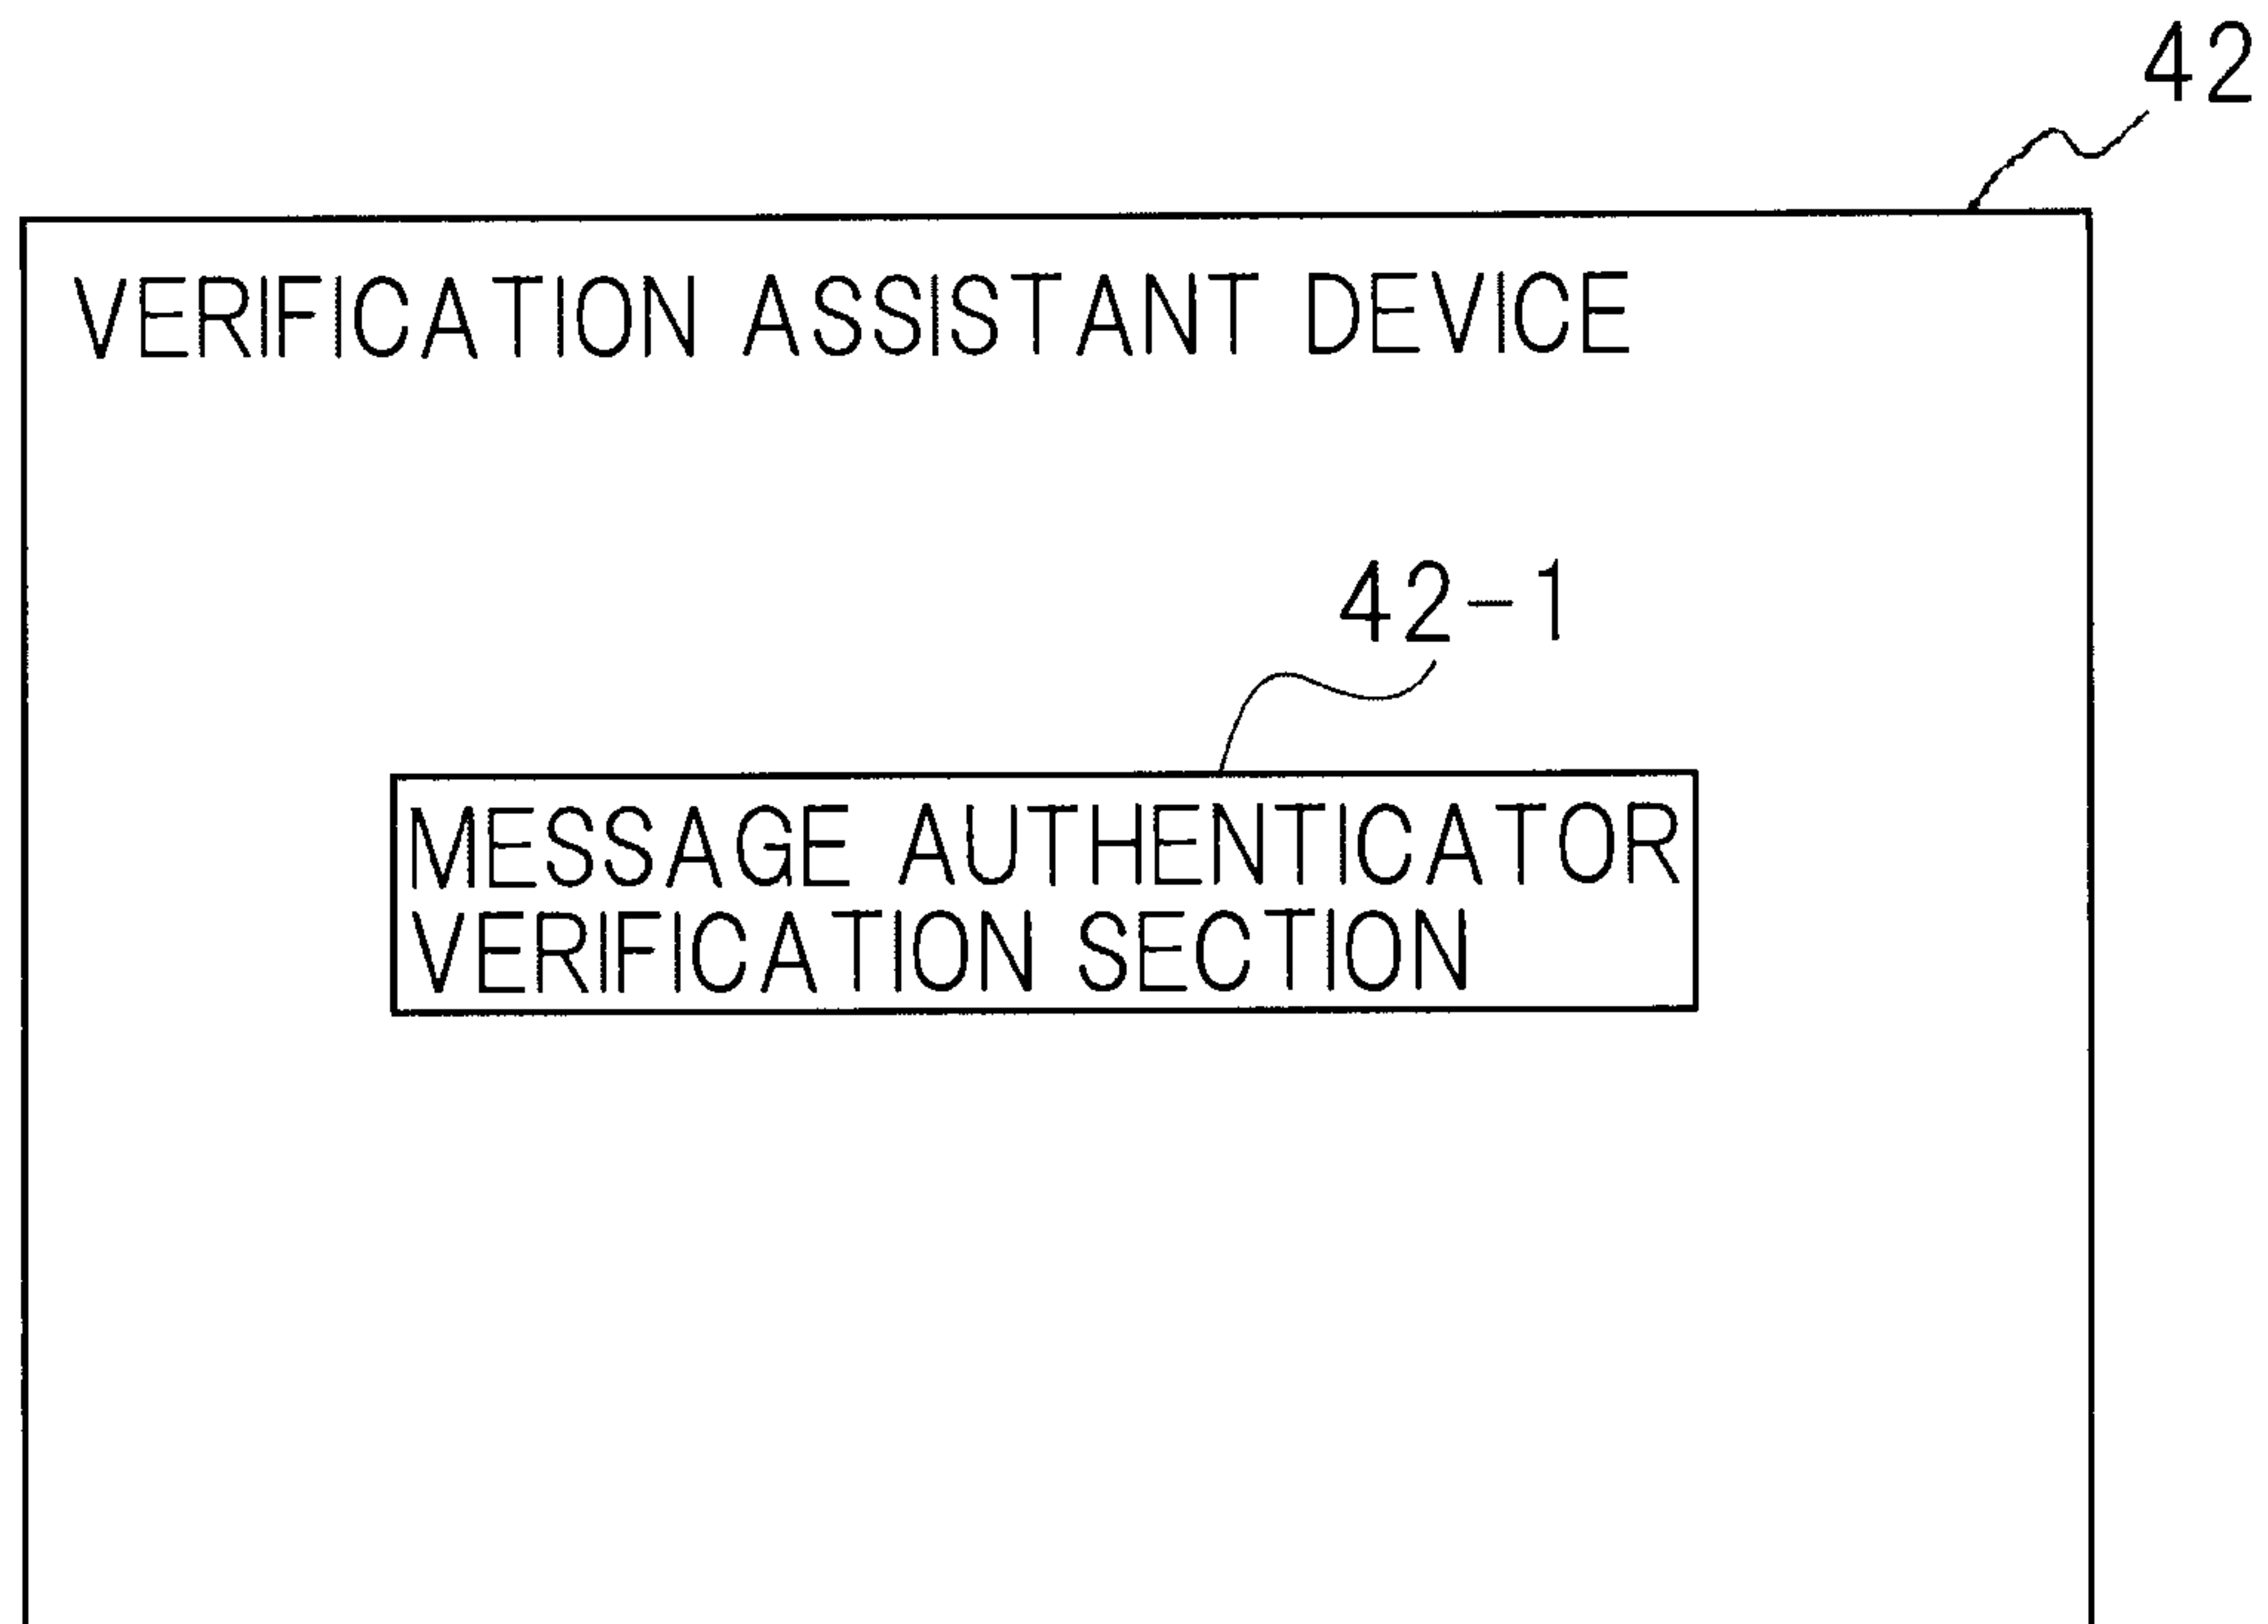 42
VERIFICATION ASSISTANT DEVICE
42-1
MESSAGE AUTHENTICATOR
VERIFICATION SECTION